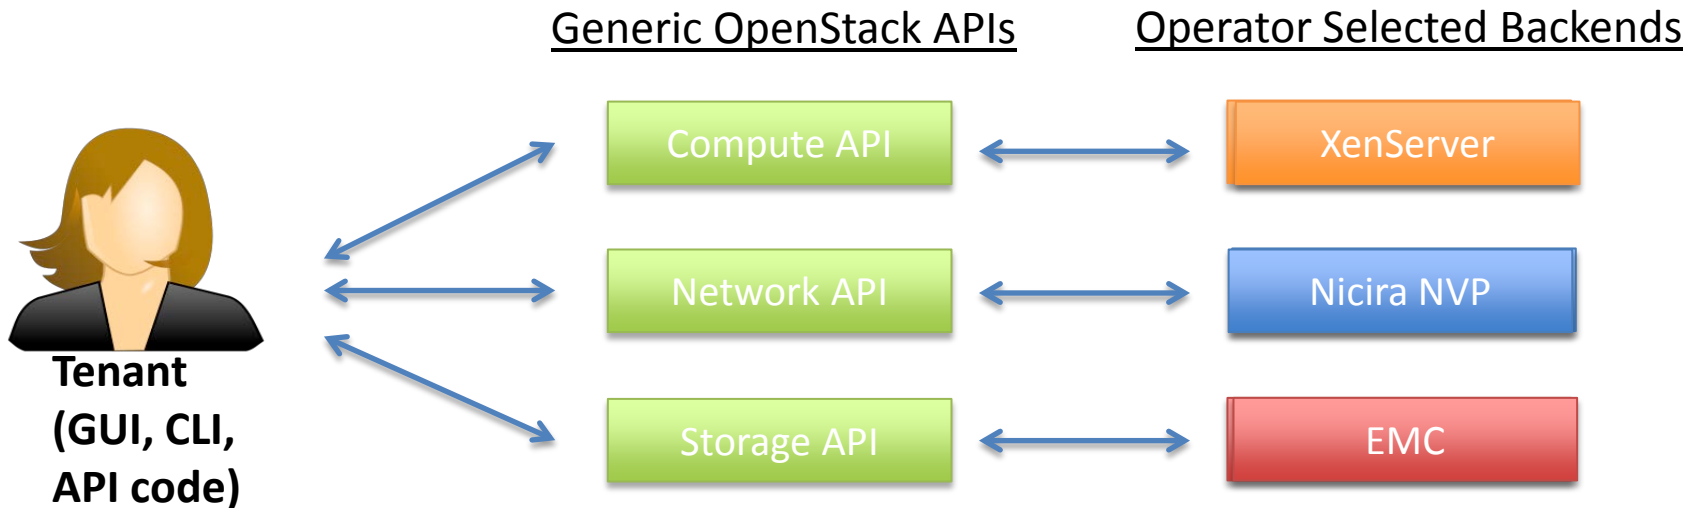 Generic OpenStack APIs
Operator Selected Backends
Compute API
XenServer
Network API
Nicira NVP
Storage API
EMC
Tenant
(GUI, CLI,
API code)